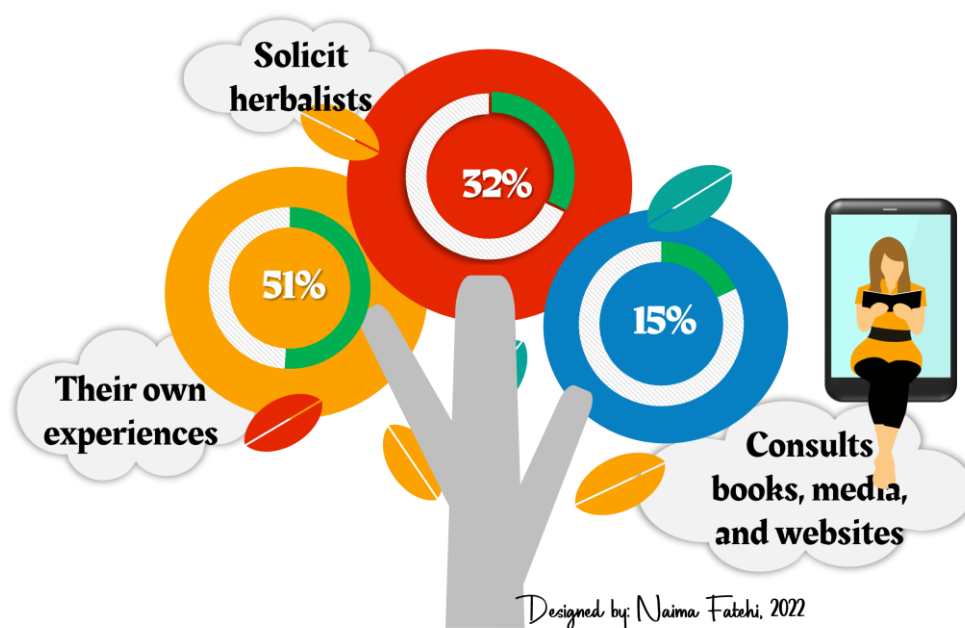 Solicit
herbalists
32%
51%
15%
Their own
experiences
Consults
books, media,
and websites
Designed by: Naima Fatehi, 2022